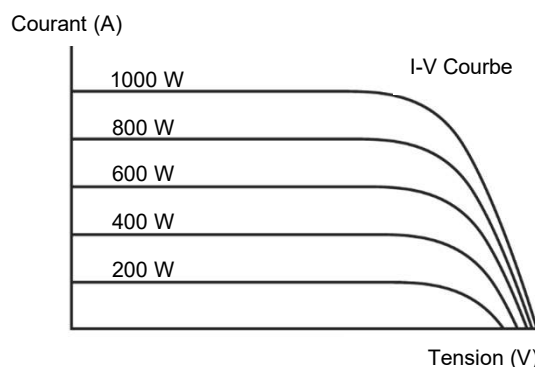 Courant (A)
I-V Courbe
1000 W
800 W
600 W
400 W
200 W
Tension (V)